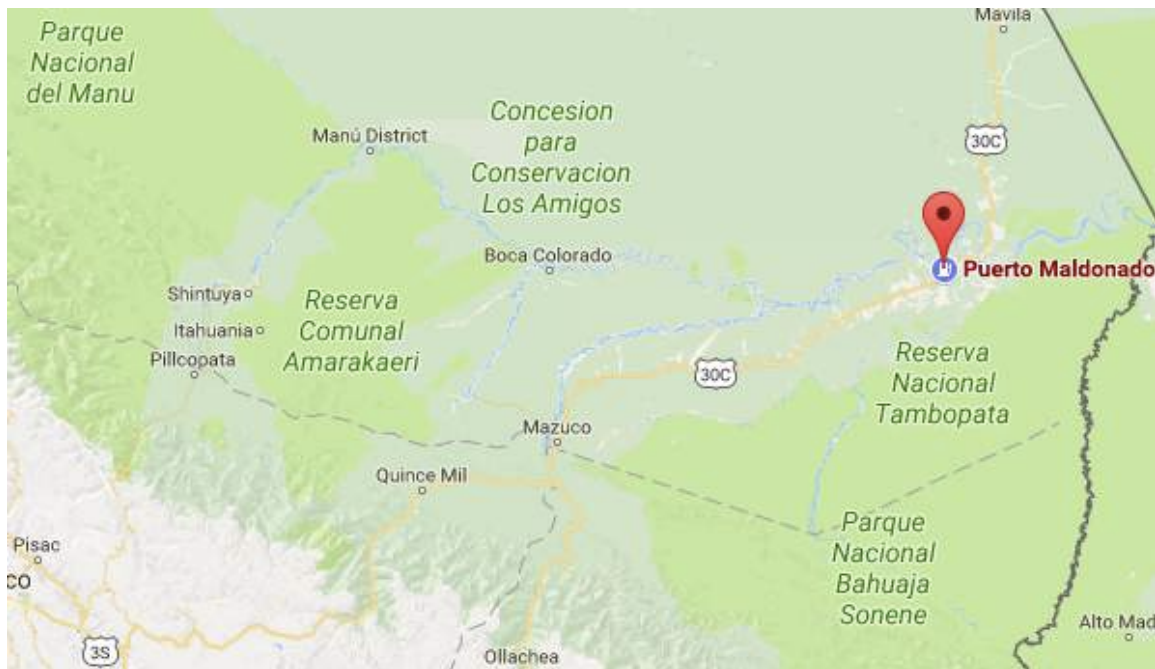 Parque
Nacional
del Manu
Mavila
Manú District
Concesion
para
Conservacion
Los Amigos
30C
Boca Colorado
Puerto Maldonado
Shintuya
Itahuania
Pillcopata
Reserva
Comunal
Amarakaeri
30C
Reserva
Nacional
Tambopata
Mazuco
Quince Mil
Parque
Nacional
Bahuaja
Sonene
Pisac
co
3S
Ollachea
Alto Mad